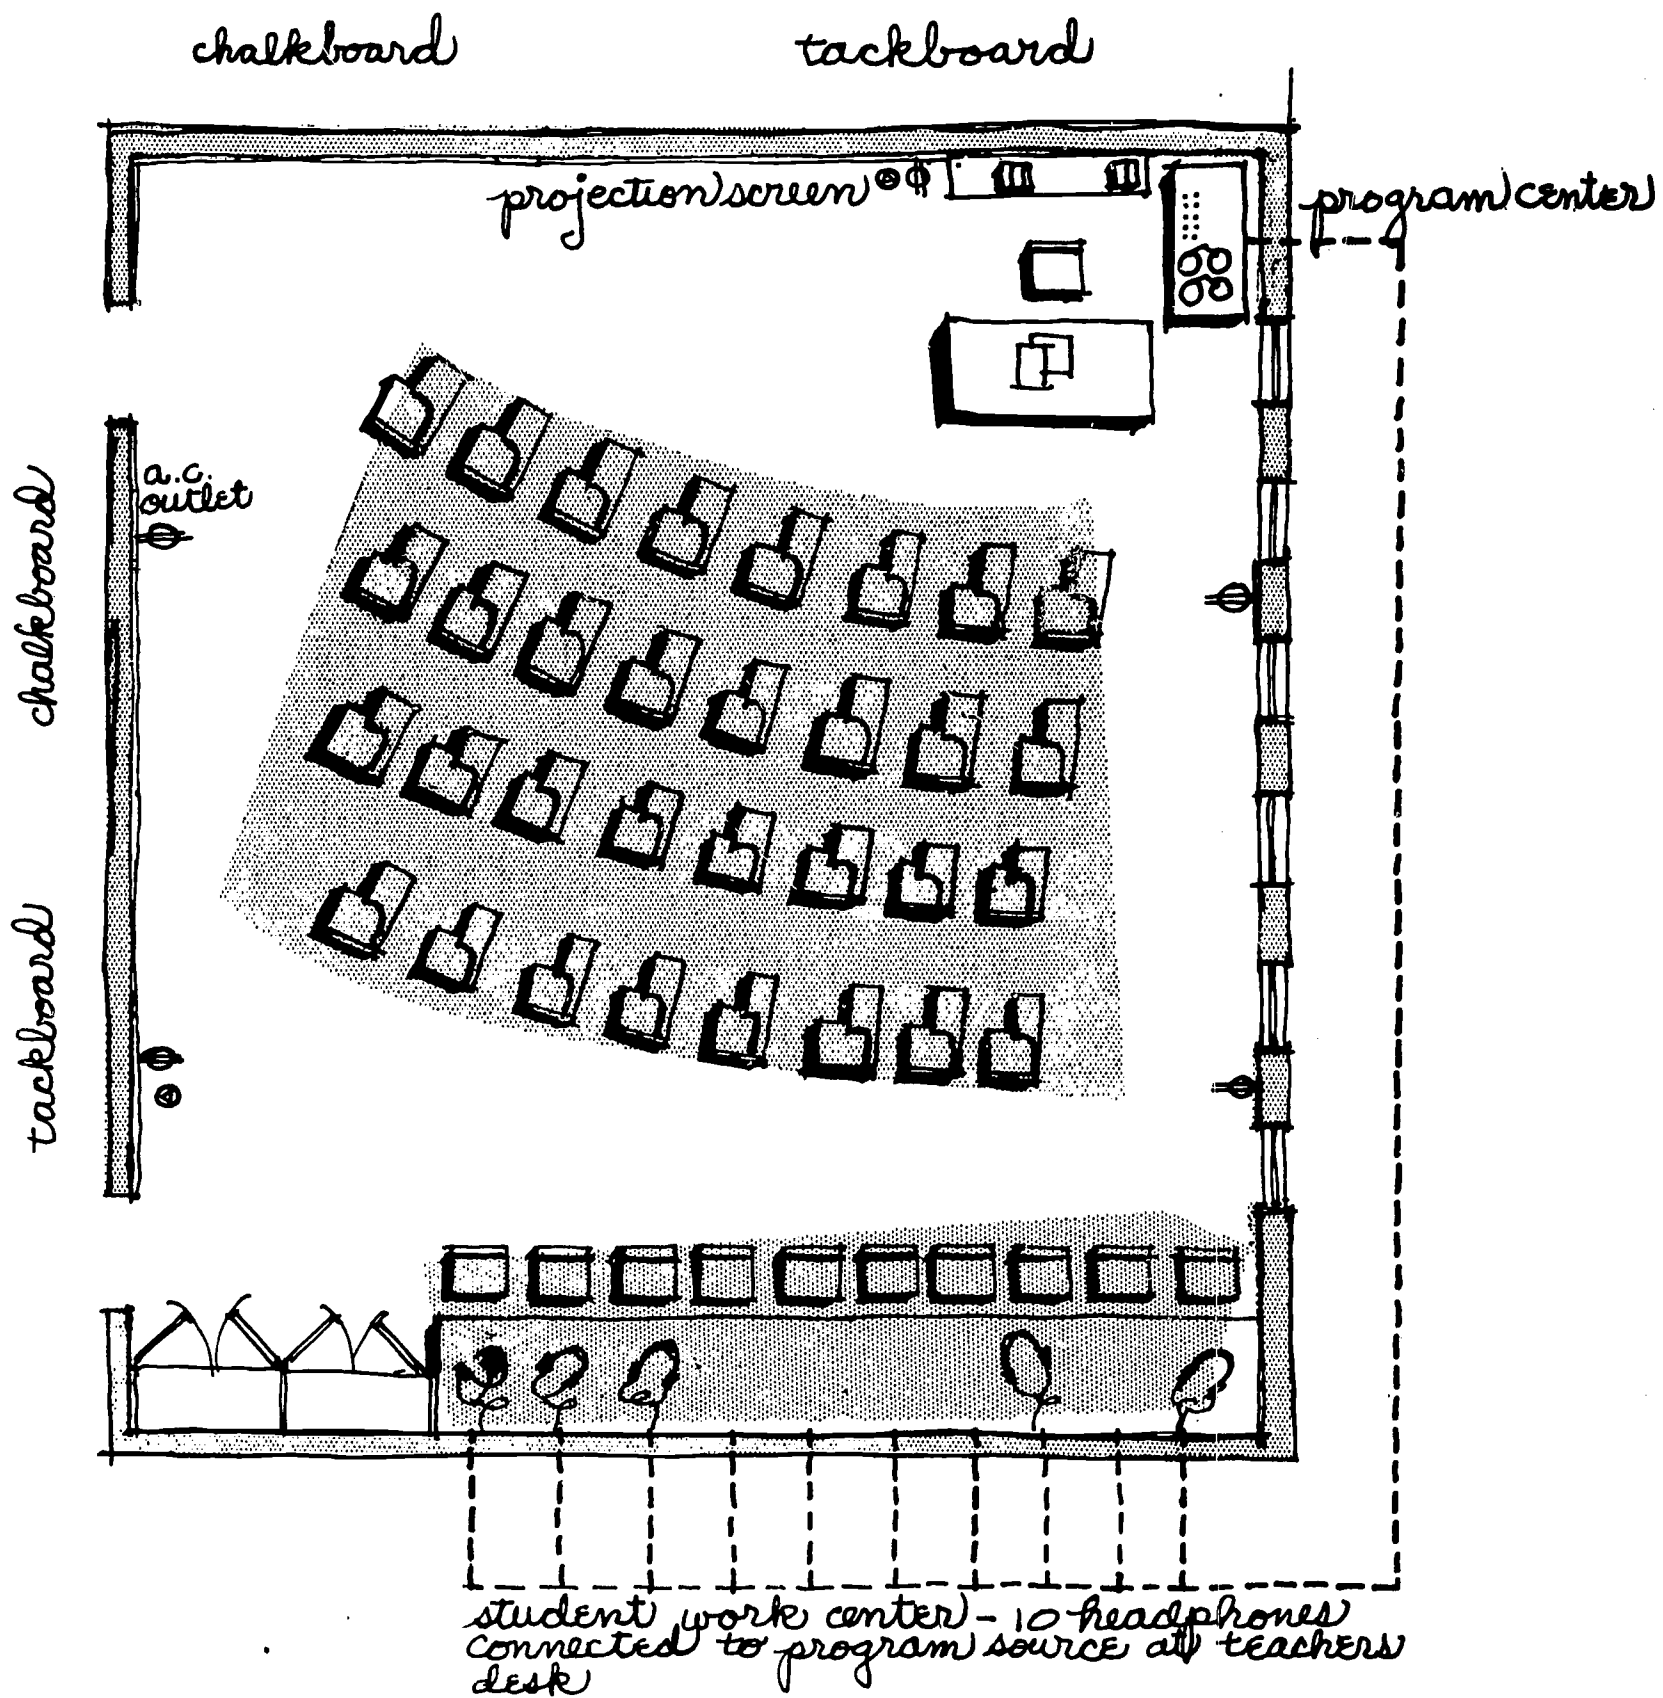 chalkboard
tackboard
projection screen
program center
a.c.
outlet
chalkboard
tackboard
student work center - 10 headphones
connected to program source at teachers
desk